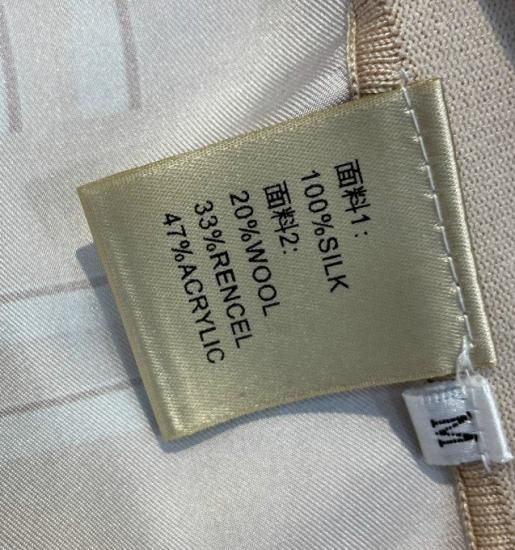 面料1:
100%SILK
面料2:
20%WOOL
33%RENCEL
47%ACRYLIC
M